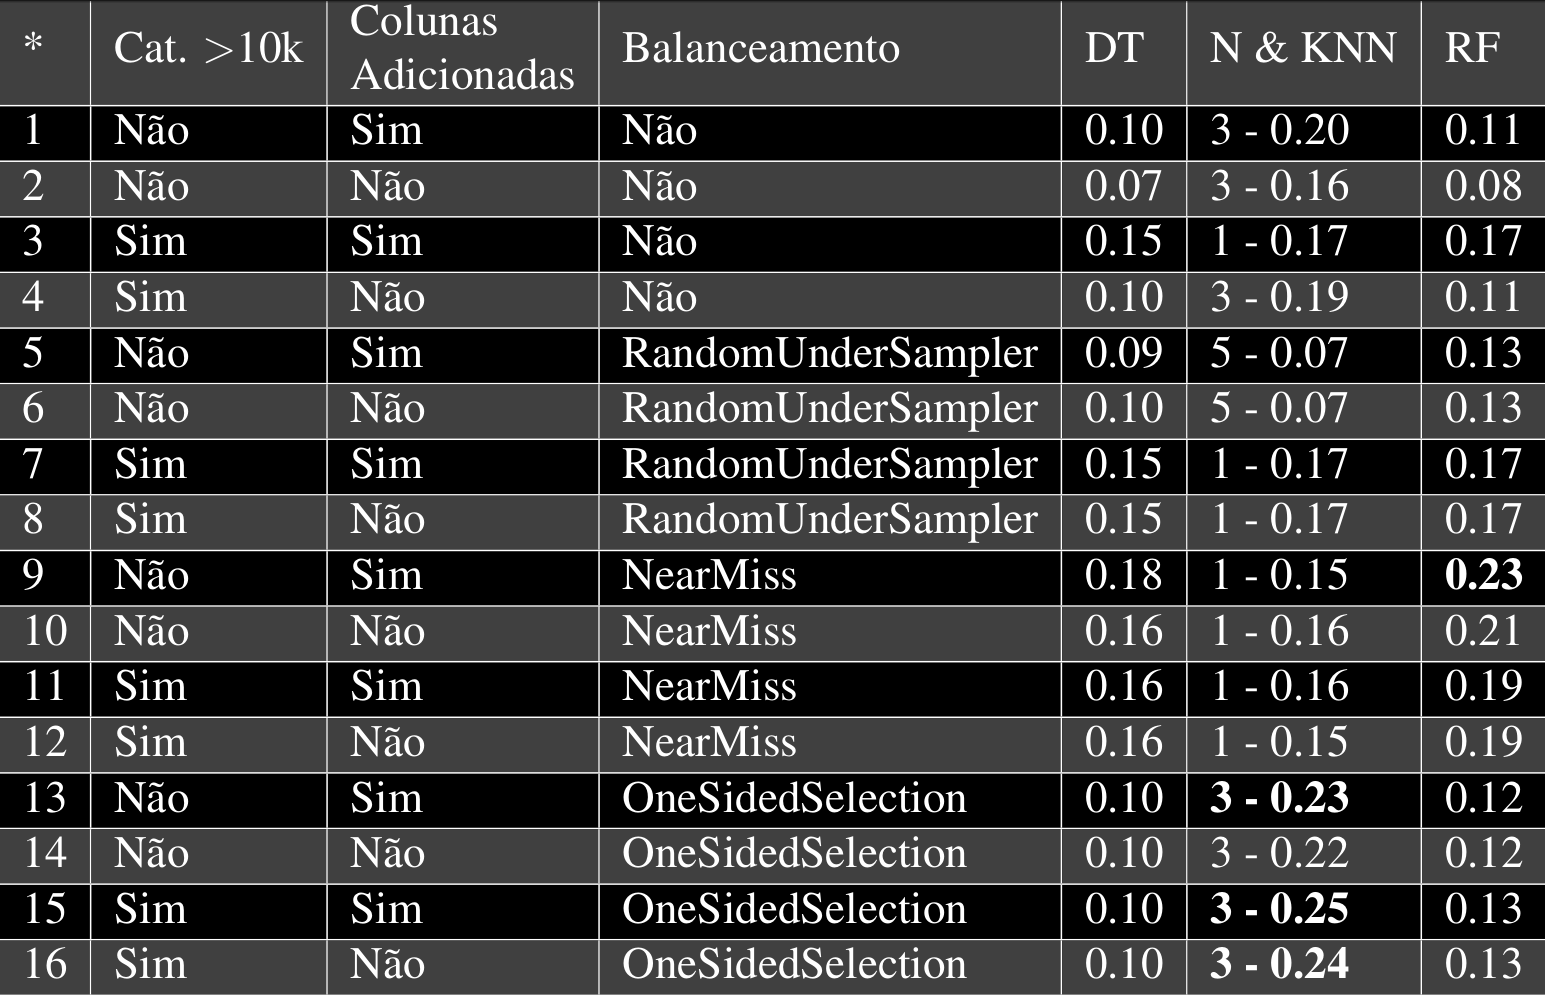 * Cat. >10k Colunas Adicionadas Balanceamento DT N & KNN RF
1 Não Sim Não 0.10 3 - 0.20 0.11
2 Não Não Não 0.07 3 - 0.16 0.08
3 Sim Sim Não 0.15 1 - 0.17 0.17
4 Sim Não Não 0.10 3 - 0.19 0.11
5 Não Sim RandomUnderSampler 0.09 5 - 0.07 0.13
6 Não Não RandomUnderSampler 0.10 5 - 0.07 0.13
7 Sim Sim RandomUnderSampler 0.15 1 - 0.17 0.17
8 Sim Não RandomUnderSampler 0.15 1 - 0.17 0.17
9 Não Sim NearMiss 0.18 1 - 0.15 0.23
10 Não Não NearMiss 0.16 1 - 0.16 0.21
11 Sim Sim NearMiss 0.16 1 - 0.16 0.19
12 Sim Não NearMiss 0.16 1 - 0.15 0.19
13 Não Sim OneSidedSelection 0.10 3 - 0.23 0.12
14 Não Não OneSidedSelection 0.10 3 - 0.22 0.12
15 Sim Sim OneSidedSelection 0.10 3 - 0.25 0.13
16 Sim Não OneSidedSelection 0.10 3 - 0.24 0.13